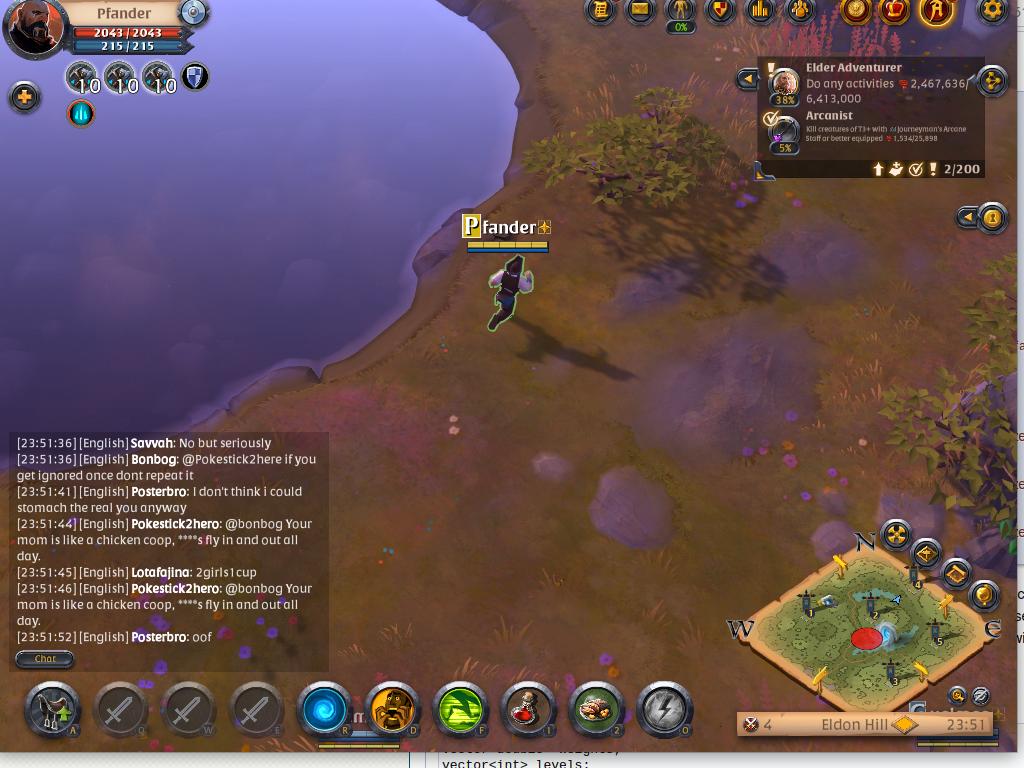 Pfander
2043 / 2043
215 / 215
10 10 10
0%
Elder Adventurer
Do any activities 2,467,636/
6,413,000
38%
Arcanist
Kill creatures of T3+ with Journeyman's Arcane
Staff or better equipped 1,534/25,898
5%
2/200
Pfander
[23:51:36] [English] Savvah: No but seriously
[23:51:36] [English] Bonbog: @Pokestick2here if you
get ignored once dont repeat it
[23:51:41] [English] Posterbro: I don't think i could
stomach the real you anyway
[23:51:44] [English] Pokestick2hero: @bonbog Your
mom is like a chicken coop, ****s fly in and out all
day.
[23:51:45] [English] Lotafajina: 2girls1cup
[23:51:46] [English] Pokestick2hero: @bonbog Your
mom is like a chicken coop, ****s fly in and out all
day.
[23:51:52] [English] Posterbro: oof
Chat
N
W
E
1
2
3
4
5
A Q W E R D F 1 2 O
4 Eldon Hill 23:51
vector<int> levels;